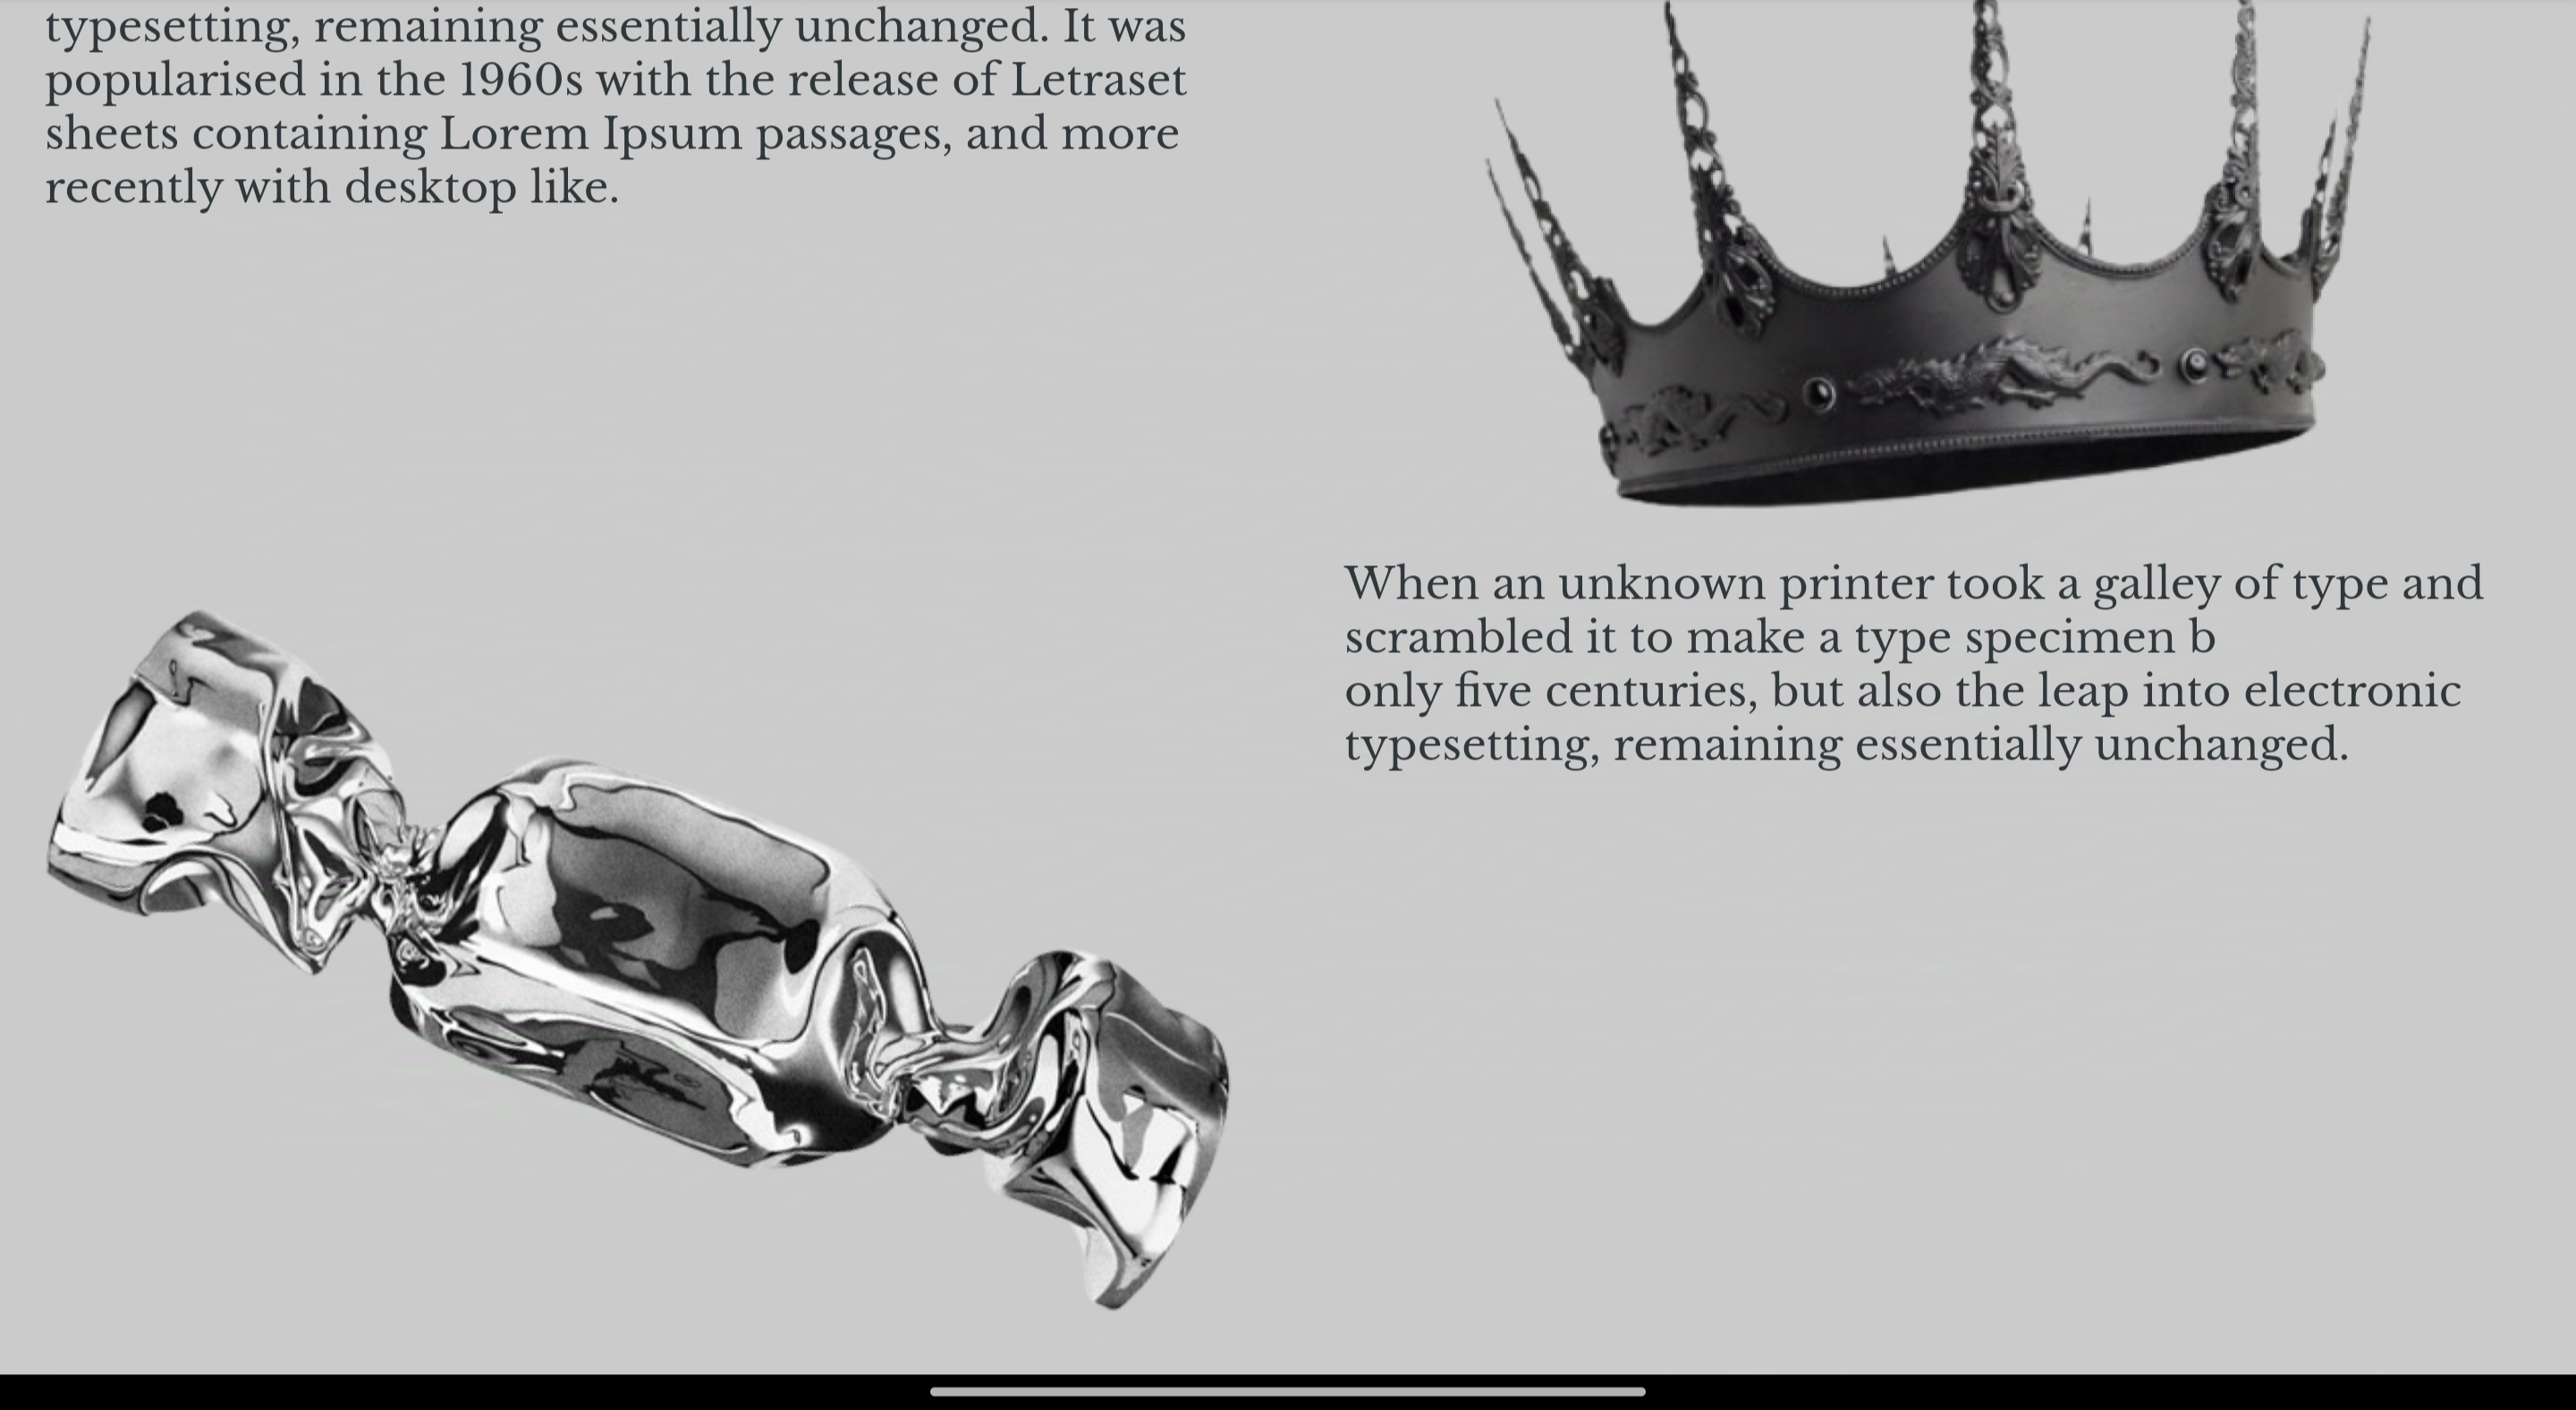 typesetting, remaining essentially unchanged. It was
popularised in the 1960s with the release of Letraset
sheets containing Lorem Ipsum passages, and more
recently with desktop like.
When an unknown printer took a galley of type and
scrambled it to make a type specimen b
only five centuries, but also the leap into electronic
typesetting, remaining essentially unchanged.